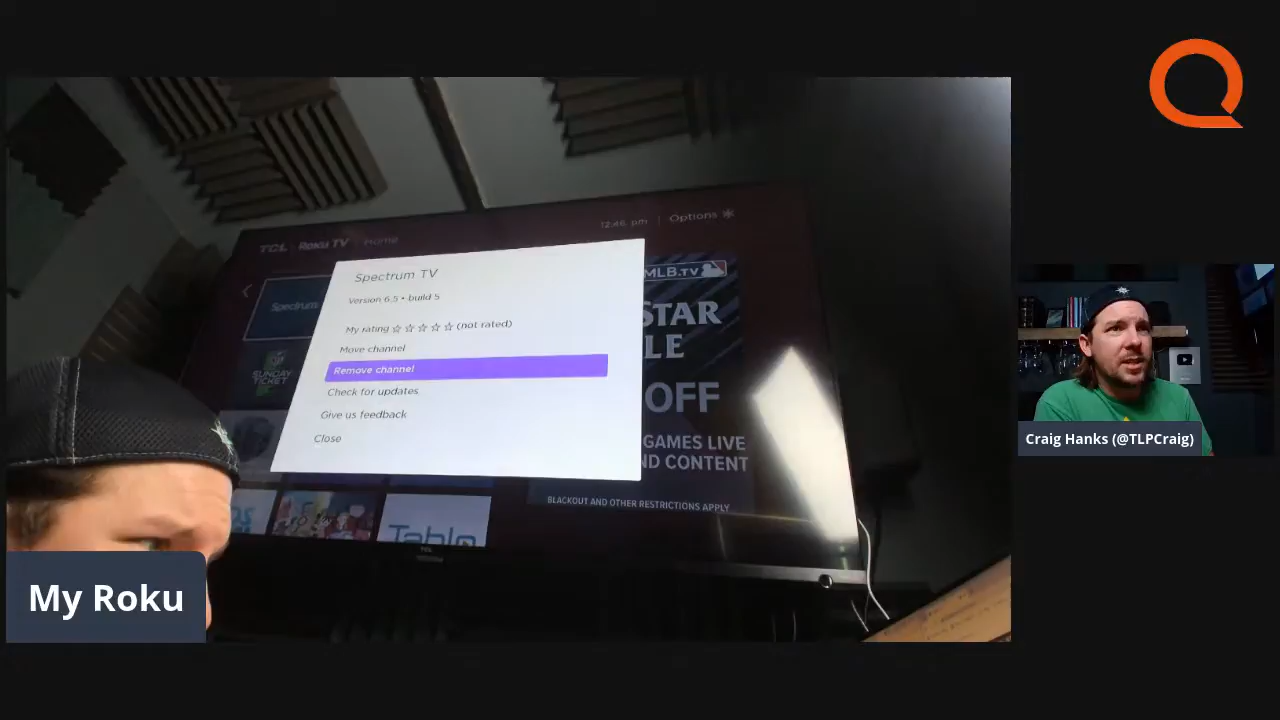 TCL Roku TV Home
12:46 pm | Options
Spectrum TV
Version 6.5 • build 5
My rating (not rated)
Move channel
Remove channel
Check for updates
Give us feedback
Close
Spectrum
SUNDAY
TICKET
MLB.TV
STAR
LE
OFF
GAMES LIVE
ND CONTENT
BLACKOUT AND OTHER RESTRICTIONS APPLY
Tablo
TCL
My Roku
Craig Hanks (@TLPCraig)